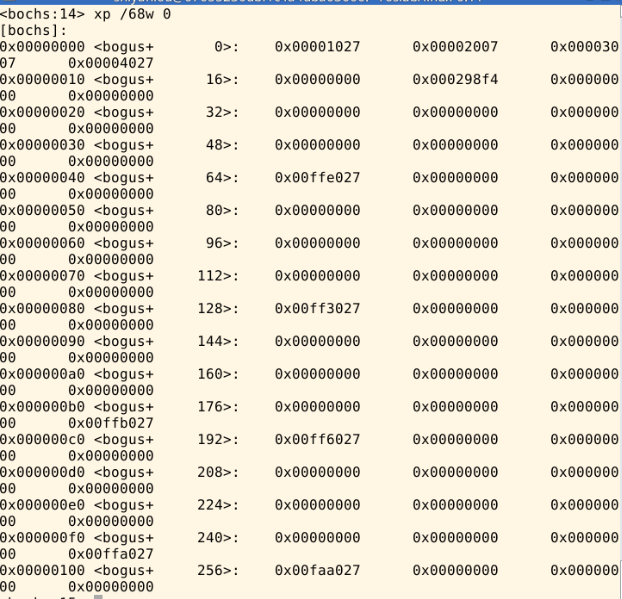 <bochs:14> xp /68w 0
[bochs]:
0x00000000 <bogus+       0>:    0x00001027      0x00002007      0x000030
07      0x00004027
0x00000010 <bogus+      16>:    0x00000000      0x000298f4      0x000000
00      0x00000000
0x00000020 <bogus+      32>:    0x00000000      0x00000000      0x000000
00      0x00000000
0x00000030 <bogus+      48>:    0x00000000      0x00000000      0x000000
00      0x00000000
0x00000040 <bogus+      64>:    0x00ffe027      0x00000000      0x000000
00      0x00000000
0x00000050 <bogus+      80>:    0x00000000      0x00000000      0x000000
00      0x00000000
0x00000060 <bogus+      96>:    0x00000000      0x00000000      0x000000
00      0x00000000
0x00000070 <bogus+     112>:    0x00000000      0x00000000      0x000000
00      0x00000000
0x00000080 <bogus+     128>:    0x00ff3027      0x00000000      0x000000
00      0x00000000
0x00000090 <bogus+     144>:    0x00000000      0x00000000      0x000000
00      0x00000000
0x000000a0 <bogus+     160>:    0x00000000      0x00000000      0x000000
00      0x00000000
0x000000b0 <bogus+     176>:    0x00000000      0x00000000      0x000000
00      0x00ffb027
0x000000c0 <bogus+     192>:    0x00ff6027      0x00000000      0x000000
00      0x00000000
0x000000d0 <bogus+     208>:    0x00000000      0x00000000      0x000000
00      0x00000000
0x000000e0 <bogus+     224>:    0x00000000      0x00000000      0x000000
00      0x00000000
0x000000f0 <bogus+     240>:    0x00000000      0x00000000      0x000000
00      0x00ffa027
0x00000100 <bogus+     256>:    0x00faa027      0x00000000      0x000000
00      0x00000000